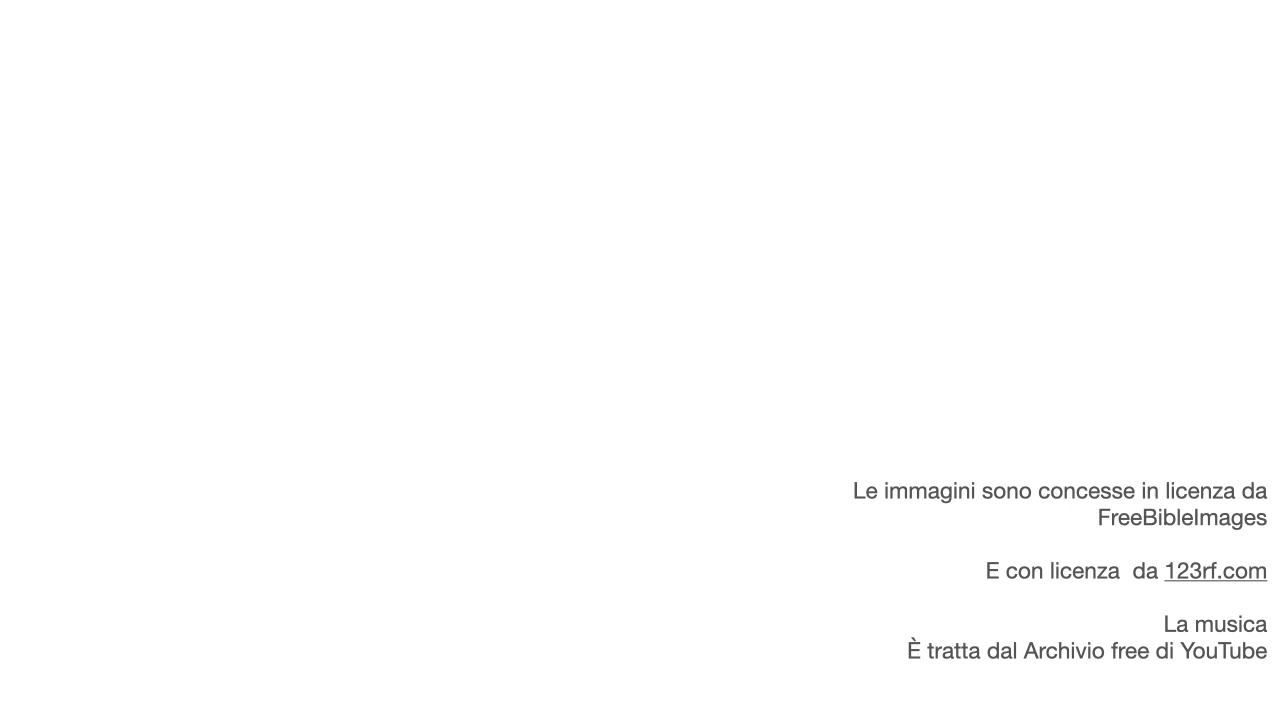 Le immagini sono concesse in licenza da
FreeBibleImages
E con licenza  da 123rf.com
La musica
È tratta dal Archivio free di YouTube